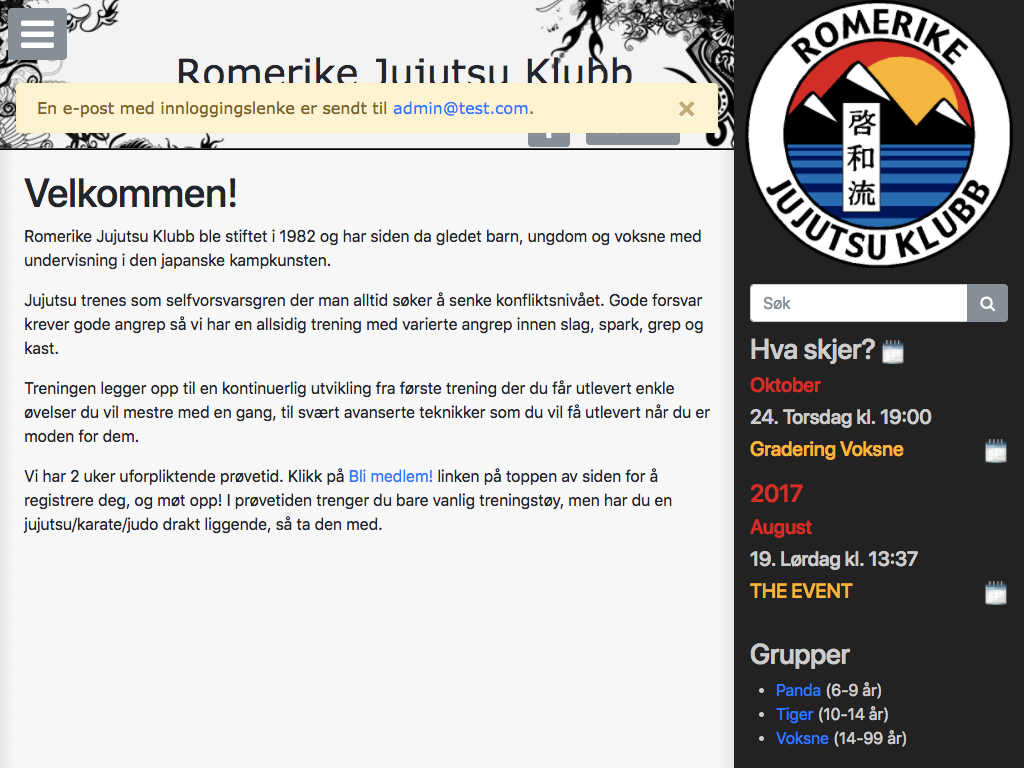 Romerike Jujutsu Klubb
En e-post med innloggingslenke er sendt til admin@test.com.
×
Velkommen!
Romerike Jujutsu Klubb ble stiftet i 1982 og har siden da gledet barn, ungdom og voksne med
undervisning i den japanske kampkunsten.
Jujutsu trenes som selfvorsvarsgren der man alltid søker å senke konfliktsnivået. Gode forsvar
krever gode angrep så vi har en allsidig trening med varierte angrep innen slag, spark, grep og
kast.
Treningen legger opp til en kontinuerlig utvikling fra første trening der du får utlevert enkle
øvelser du vil mestre med en gang, til svært avanserte teknikker som du vil få utlevert når du er
moden for dem.
Vi har 2 uker uforpliktende prøvetid. Klikk på Bli medlem! linken på toppen av siden for å
registrere deg, og møt opp! I prøvetiden trenger du bare vanlig treningstøy, men har du en
jujutsu/karate/judo drakt liggende, så ta den med.
ROMERIKE
啓和流
JUJUTSU KLUBB
Søk
Hva skjer?
Oktober
24. Torsdag kl. 19:00
Gradering Voksne
2017
August
19. Lørdag kl. 13:37
THE EVENT
Grupper
• Panda (6-9 år)
• Tiger (10-14 år)
• Voksne (14-99 år)